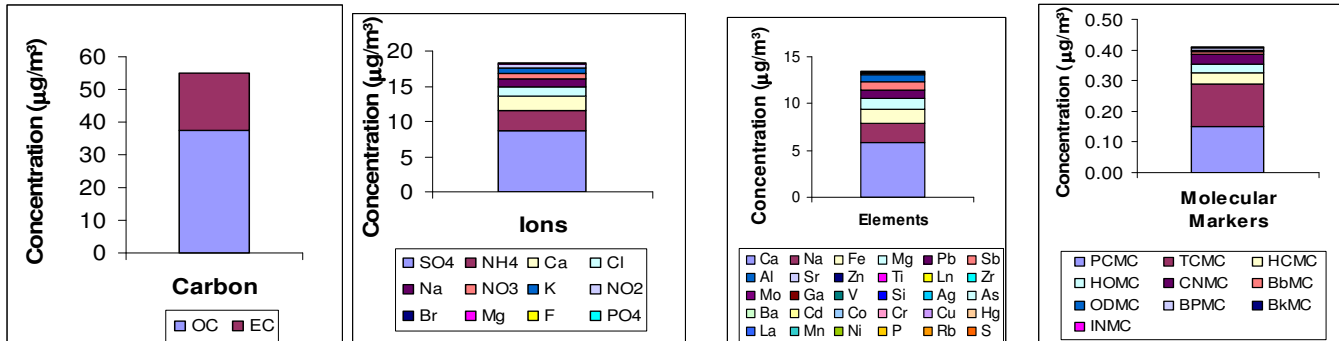 Concentration (µg/m³)
60
50
40
30
20
10
0
Carbon
OC EC
Concentration (µg/m³)
20
15
10
5
0
Ions
SO4 NH4 Ca Cl
Na NO3 K NO2
Br Mg F PO4
Concentration (µg/m³)
15
10
5
0
Elements
Ca Na Fe Mg Pb Sb
Al Sr Zn Ti Ln Zr
Mo Ga V Si Ag As
Ba Cd Co Cr Cu Hg
La Mn Ni P Rb S
Concentration (µg/m³)
0.50
0.40
0.30
0.20
0.10
0.00
Molecular
Markers
PCMC TCMC HCMC
HOMC CNMC BbMC
ODMC BPMC BkMC
INMC